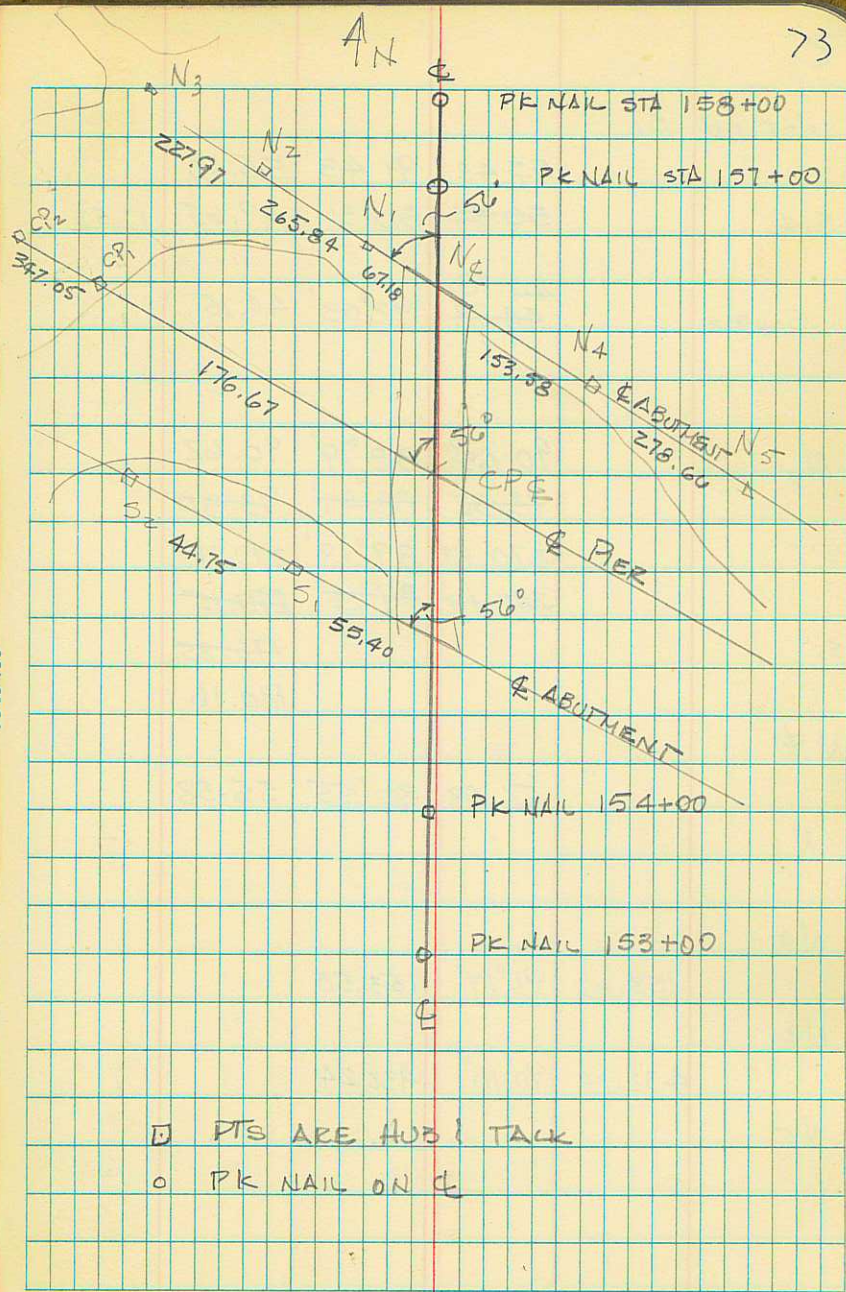 73
N
℄
N3
PK NAIL STA 158+00
227.97
N2
PK NAIL STA 157+00
265.84
N1
56°
CP2
CP1
67.18
N℄
347.05
153.58
N4
℄ ABUTMENT
N5
278.66
176.67
56°
CP℄
S2
44.75
℄ PIER
S1
55.40
56°
℄ ABUTMENT
PK NAIL 154+00
PK NAIL 153+00
℄
⊡ PTS ARE HUB & TACK
○ PK NAIL ON ℄